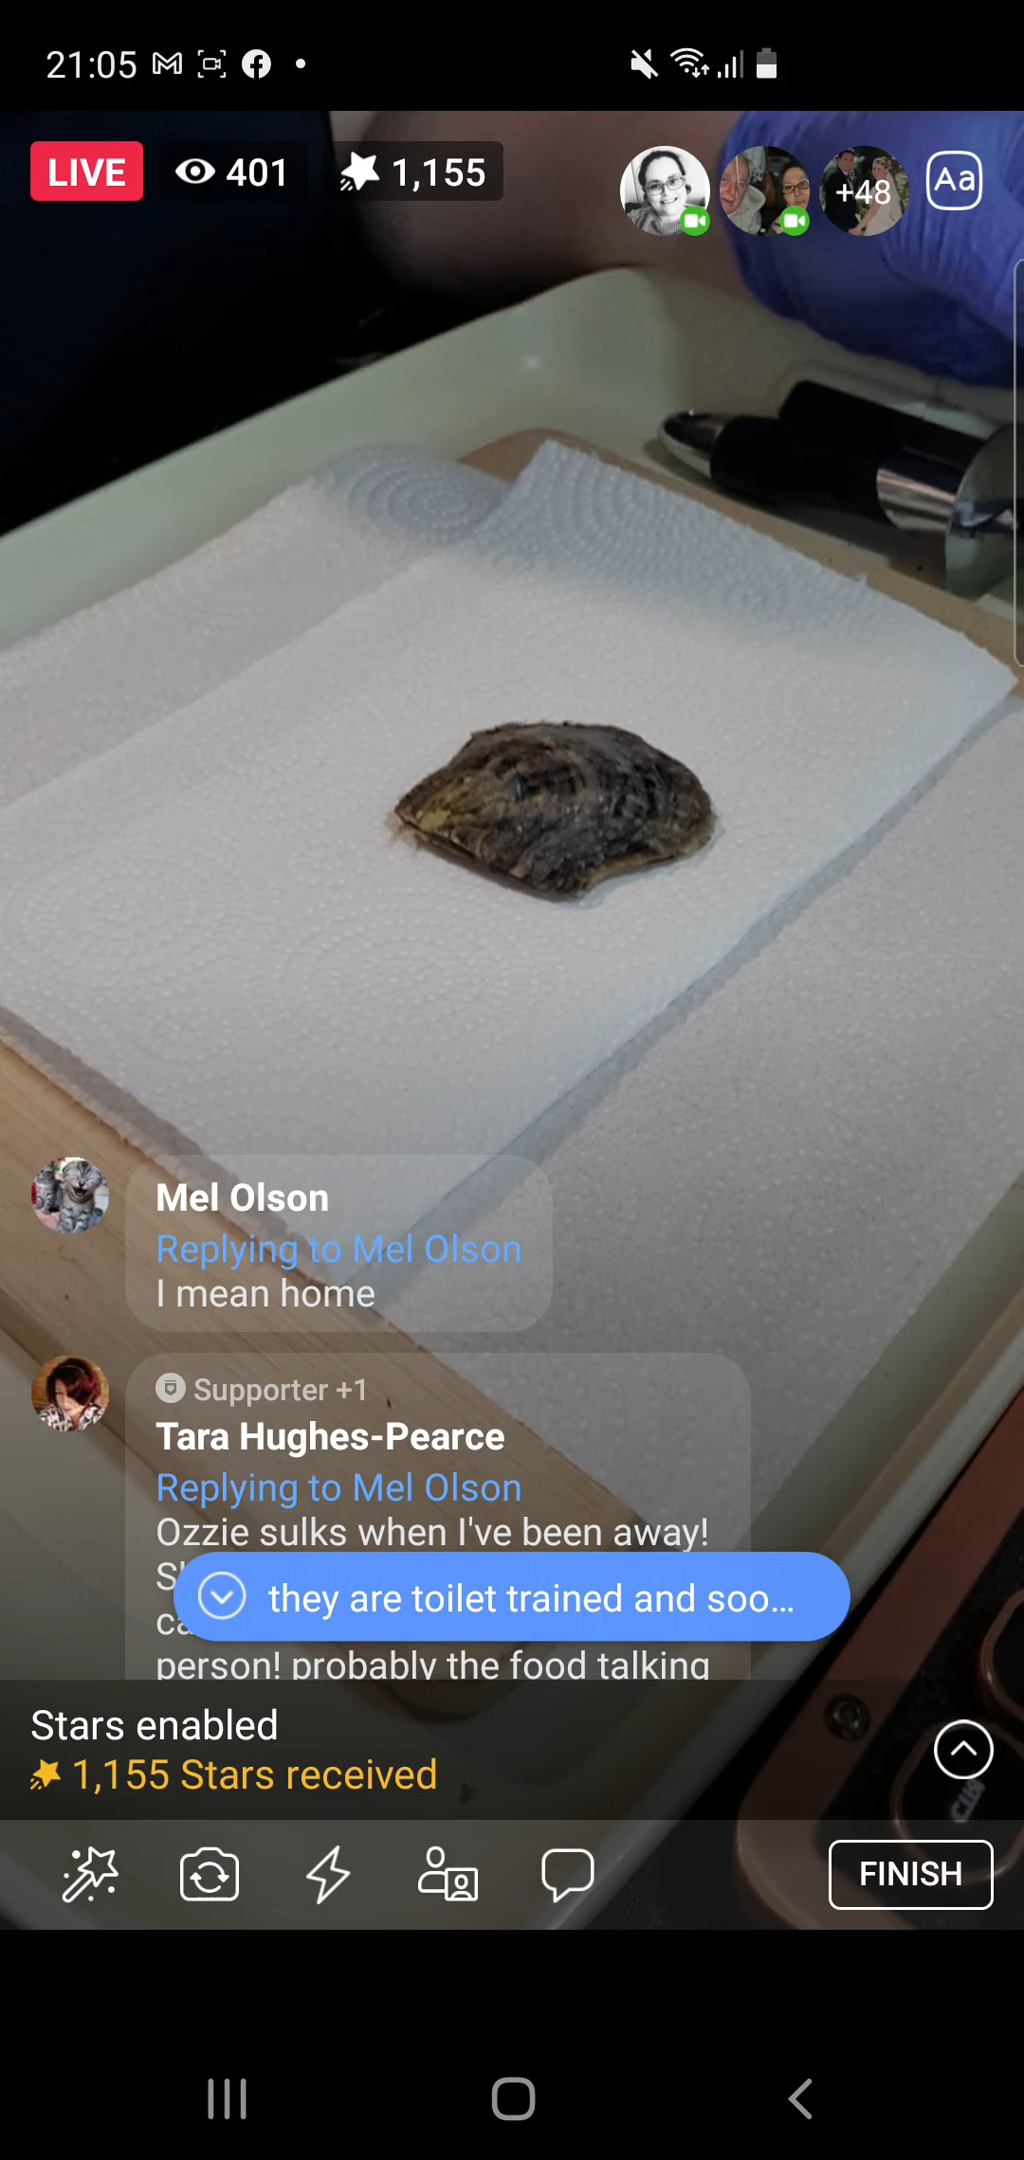 21:05
LIVE
401
1,155
+48
Aa
Mel Olson
Replying to Mel Olson
I mean home
Supporter +1
Tara Hughes-Pearce
Replying to Mel Olson
Ozzie sulks when I've been away!
they are toilet trained and soo...
person! probably the food talking
Stars enabled
1,155 Stars received
FINISH